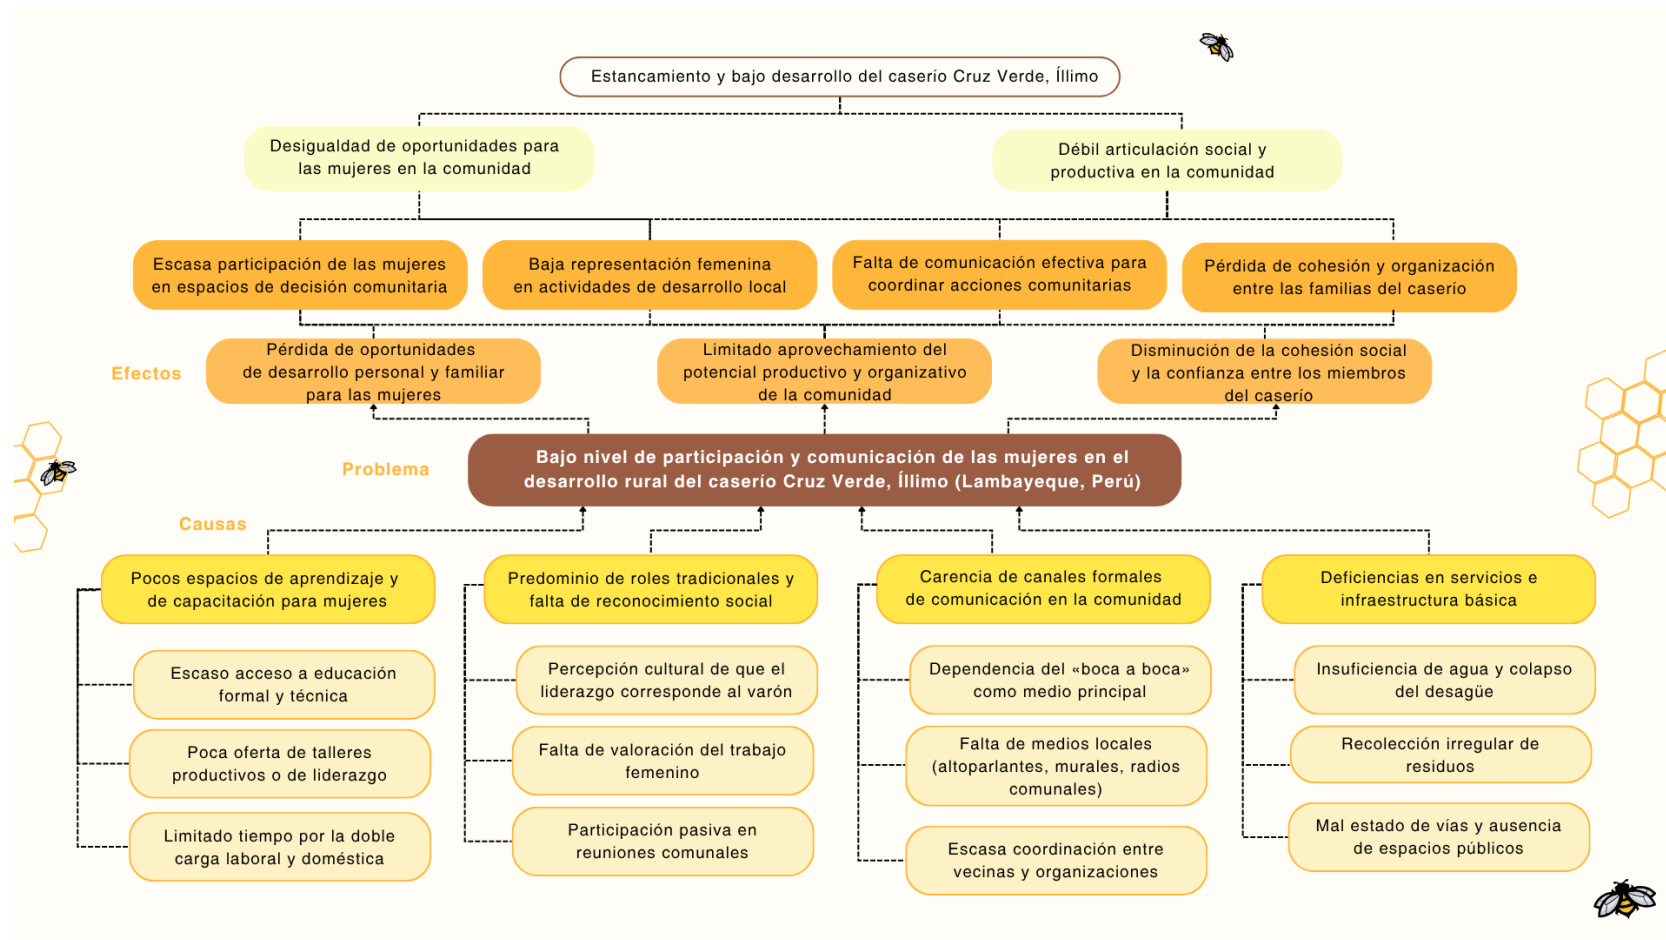 Estancamiento y bajo desarrollo del caserío Cruz Verde, Íllimo
Desigualdad de oportunidades para
las mujeres en la comunidad
Débil articulación social y
productiva en la comunidad
Escasa participación de las mujeres
en espacios de decisión comunitaria
Baja representación femenina
en actividades de desarrollo local
Falta de comunicación efectiva para
coordinar acciones comunitarias
Pérdida de cohesión y organización
entre las familias del caserío
Efectos
Pérdida de oportunidades
de desarrollo personal y familiar
para las mujeres
Limitado aprovechamiento del
potencial productivo y organizativo
de la comunidad
Disminución de la cohesión social
y la confianza entre los miembros
del caserío
Problema
Bajo nivel de participación y comunicación de las mujeres en el
desarrollo rural del caserío Cruz Verde, Íllimo (Lambayeque, Perú)
Causas
Pocos espacios de aprendizaje y
de capacitación para mujeres
Escaso acceso a educación
formal y técnica
Poca oferta de talleres
productivos o de liderazgo
Limitado tiempo por la doble
carga laboral y doméstica
Predominio de roles tradicionales y
falta de reconocimiento social
Percepción cultural de que el
liderazgo corresponde al varón
Falta de valoración del trabajo
femenino
Participación pasiva en
reuniones comunales
Carencia de canales formales
de comunicación en la comunidad
Dependencia del «boca a boca»
como medio principal
Falta de medios locales
(altoparlantes, murales, radios
comunales)
Escasa coordinación entre
vecinas y organizaciones
Deficiencias en servicios e
infraestructura básica
Insuficiencia de agua y colapso
del desagüe
Recolección irregular de
residuos
Mal estado de vías y ausencia
de espacios públicos